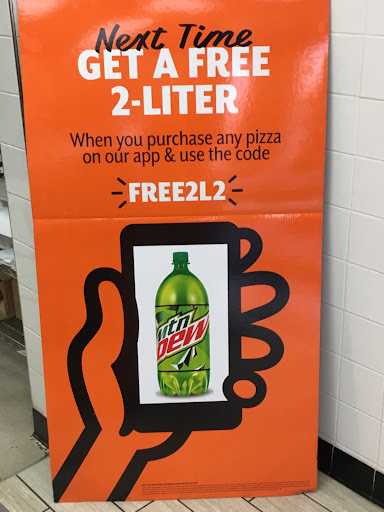 Next Time
GET A FREE
2-LITER
When you purchase any pizza
on our app & use the code
FREE2L2
mtn
DEW